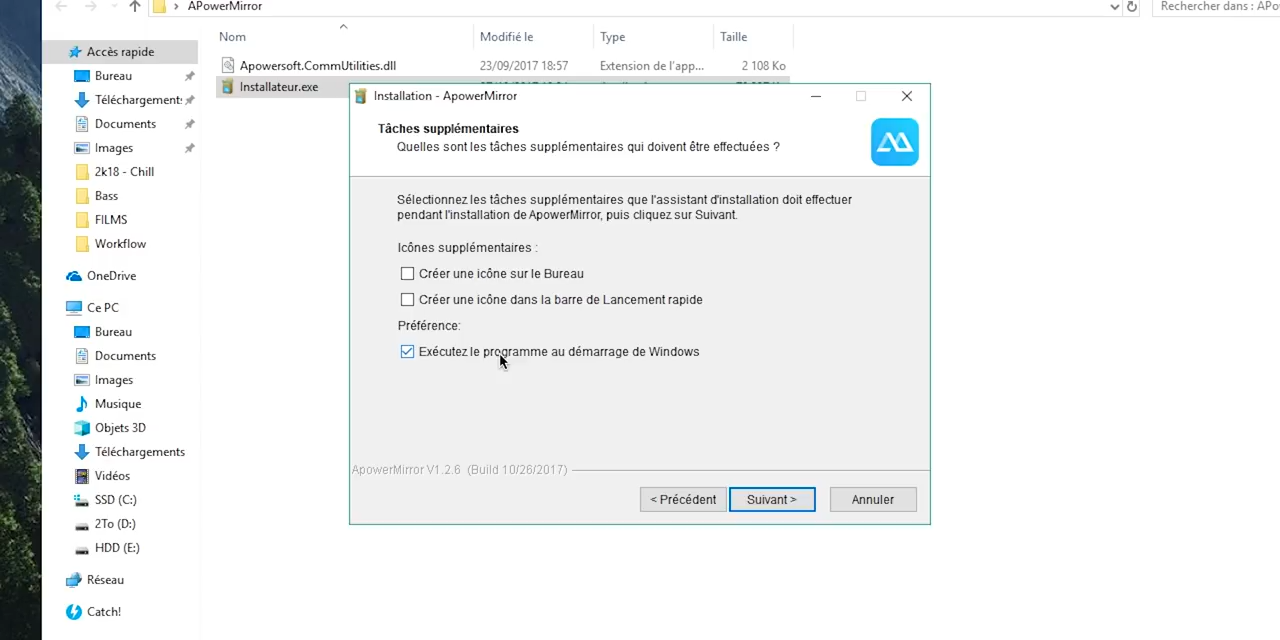 APowerMirror
Rechercher dans : APo
Nom
Modifié le
Type
Taille
Apowersoft.CommUtilities.dll
23/09/2017 18:57
Extension de l'app...
2 108 Ko
Installateur.exe
Accès rapide
Bureau
Téléchargement:
Documents
Images
2k18 - Chill
Bass
FILMS
Workflow
OneDrive
Ce PC
Bureau
Documents
Images
Musique
Objets 3D
Téléchargements
Vidéos
SSD (C:)
2To (D:)
HDD (E:)
Réseau
Catch!
Installation - ApowerMirror
Tâches supplémentaires
Quelles sont les tâches supplémentaires qui doivent être effectuées ?
Sélectionnez les tâches supplémentaires que l'assistant d'installation doit effectuer
pendant l'installation de ApowerMirror, puis cliquez sur Suivant.
Icônes supplémentaires :
Créer une icône sur le Bureau
Créer une icône dans la barre de Lancement rapide
Préférence:
Exécutez le programme au démarrage de Windows
ApowerMirror V1.2.6 (Build 10/26/2017)
< Précédent
Suivant >
Annuler